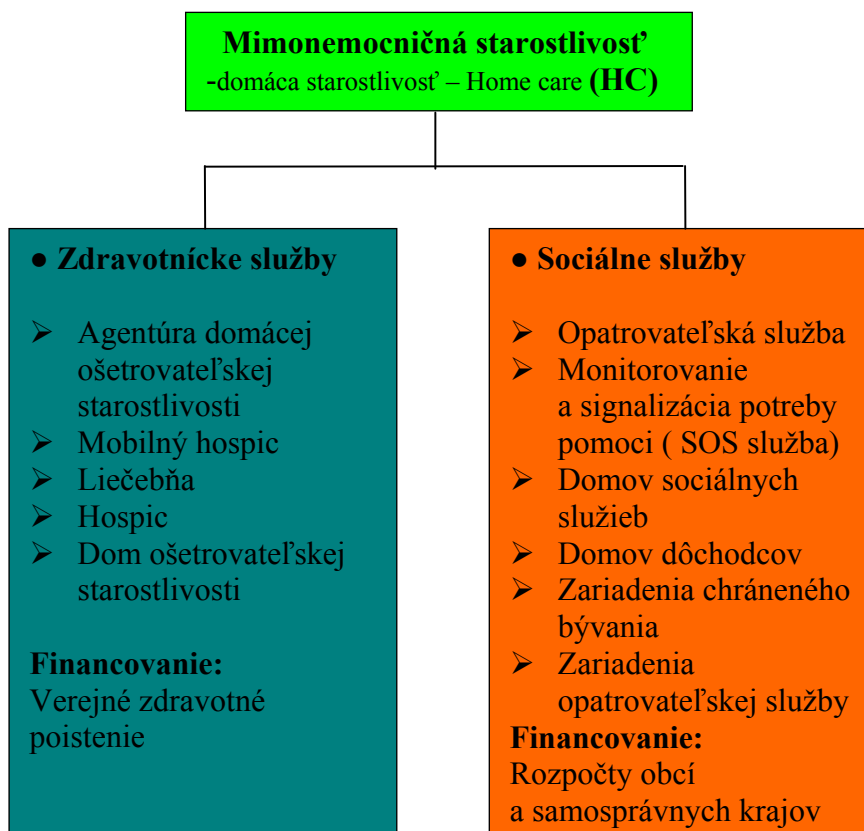 Mimonemocničná starostlivosť
-domáca starostlivosť – Home care (HC)
● Zdravotnícke služby
➢ Agentúra domácej
ošetrovateľskej
starostlivosti
➢ Mobilný hospic
➢ Liečebňa
➢ Hospic
➢ Dom ošetrovateľskej
starostlivosti
Financovanie:
Verejné zdravotné
poistenie
● Sociálne služby
➢ Opatrovateľská služba
➢ Monitorovanie
a signalizácia potreby
pomoci ( SOS služba)
➢ Domov sociálnych
služieb
➢ Domov dôchodcov
➢ Zariadenia chráneného
bývania
➢ Zariadenia
opatrovateľskej služby
Financovanie:
Rozpočty obcí
a samosprávnych krajov